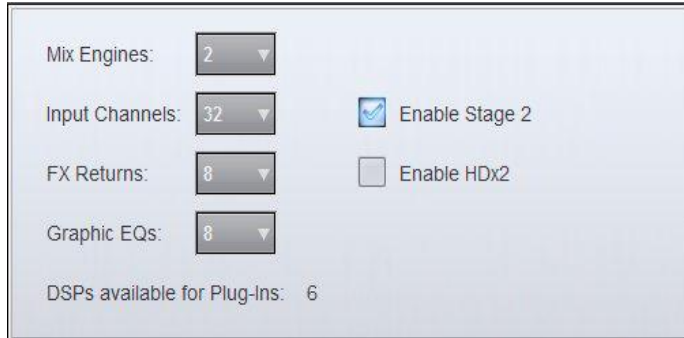 Mix Engines: 2
Input Channels: 32 Enable Stage 2
FX Returns: 8 Enable HDx2
Graphic EQs: 8
DSPs available for Plug-Ins: 6